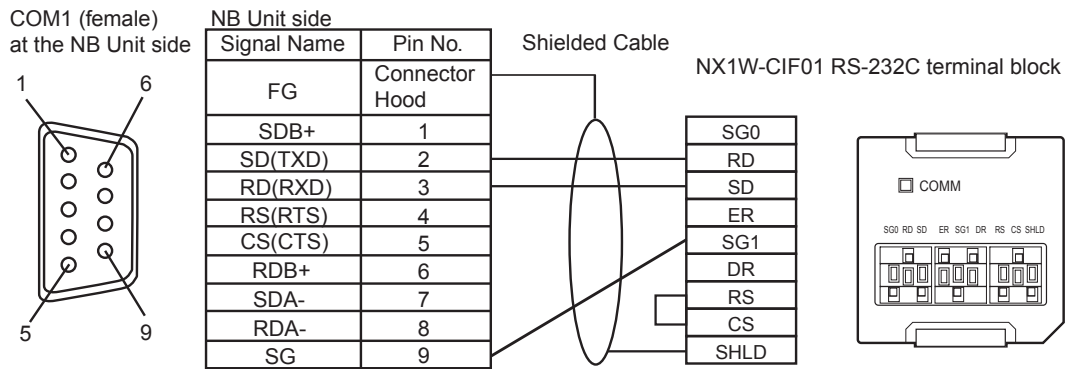 COM1 (female)
at the NB Unit side
1
6
5
9
NB Unit side
Signal Name Pin No.
FG Connector Hood
SDB+ 1
SD(TXD) 2
RD(RXD) 3
RS(RTS) 4
CS(CTS) 5
RDB+ 6
SDA- 7
RDA- 8
SG 9
Shielded Cable
NX1W-CIF01 RS-232C terminal block
SG0
RD
SD
ER
SG1
DR
RS
CS
SHLD
COMM
SG0 RD SD ER SG1 DR RS CS SHLD